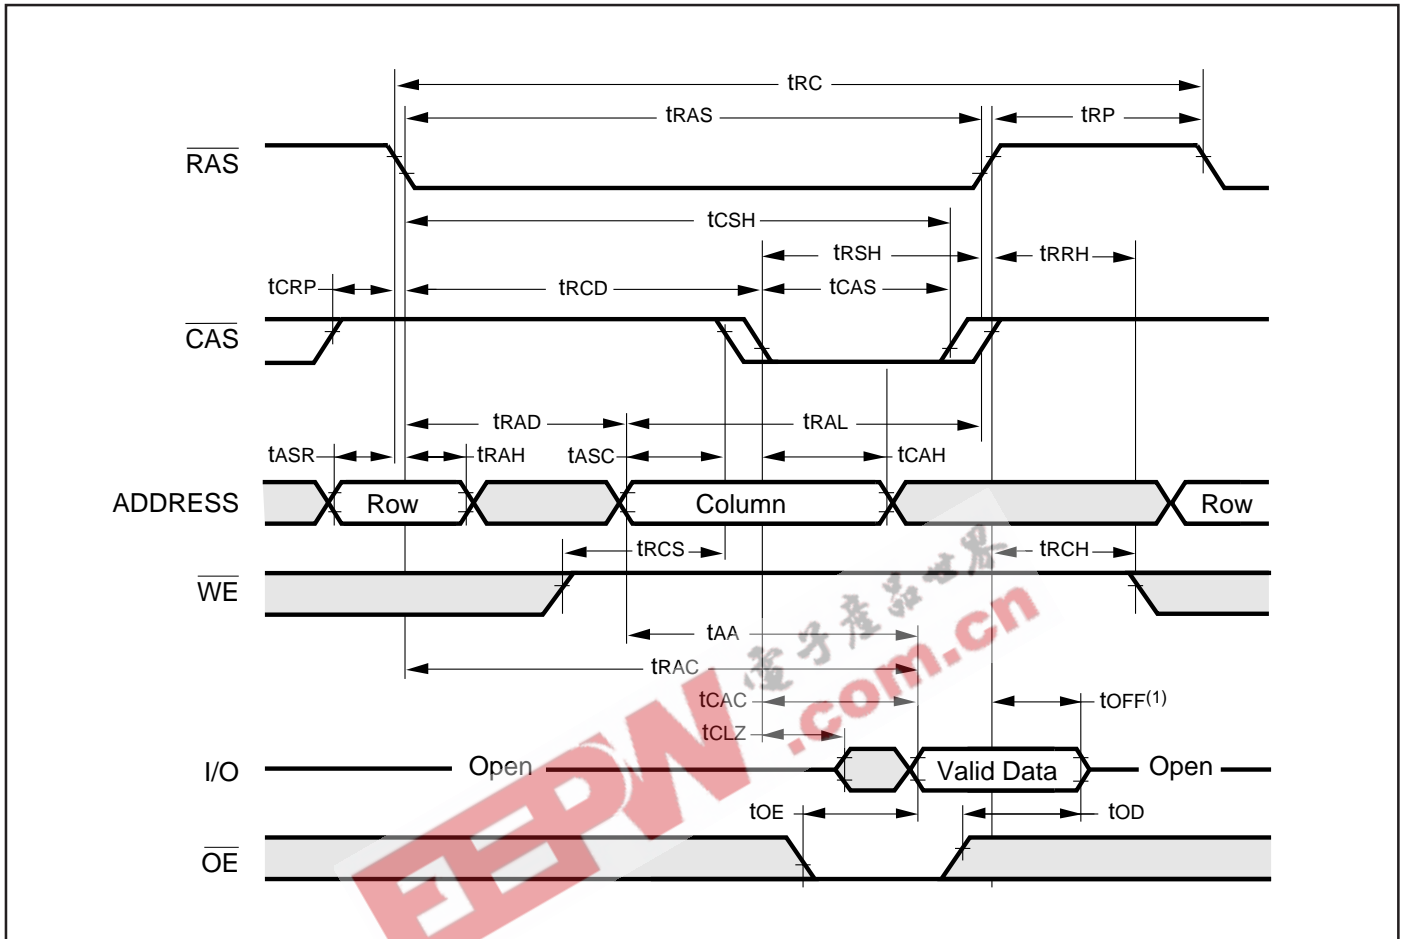 tRC
tRAS
tRP
RAS
tCSH
tRSH
tRRH
tCRP
tRCD
tCAS
CAS
tRAD
tRAL
tASR
tRAH
tASC
tCAH
ADDRESS
Row
Column
Row
tRCS
tRCH
WE
tAA
tRAC
tCAC
tOFF(1)
tCLZ
I/O
Open
Valid Data
Open
tOE
tOD
OE
電子產品世界
EEPW.com.cn